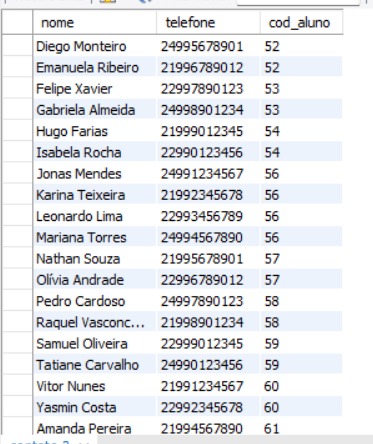 nome telefone cod_aluno
Diego Monteiro 24995678901 52
Emanuela Ribeiro 21996789012 52
Felipe Xavier 22997890123 53
Gabriela Almeida 24998901234 53
Hugo Farias 21999012345 54
Isabela Rocha 22990123456 54
Jonas Mendes 24991234567 56
Karina Teixeira 21992345678 56
Leonardo Lima 22993456789 56
Mariana Torres 24994567890 56
Nathan Souza 21995678901 57
Olívia Andrade 22996789012 57
Pedro Cardoso 24997890123 58
Raquel Vasconc... 21998901234 58
Samuel Oliveira 22999012345 59
Tatiane Carvalho 24990123456 59
Vitor Nunes 21991234567 60
Yasmin Costa 22992345678 60
Amanda Pereira 21994567890 61